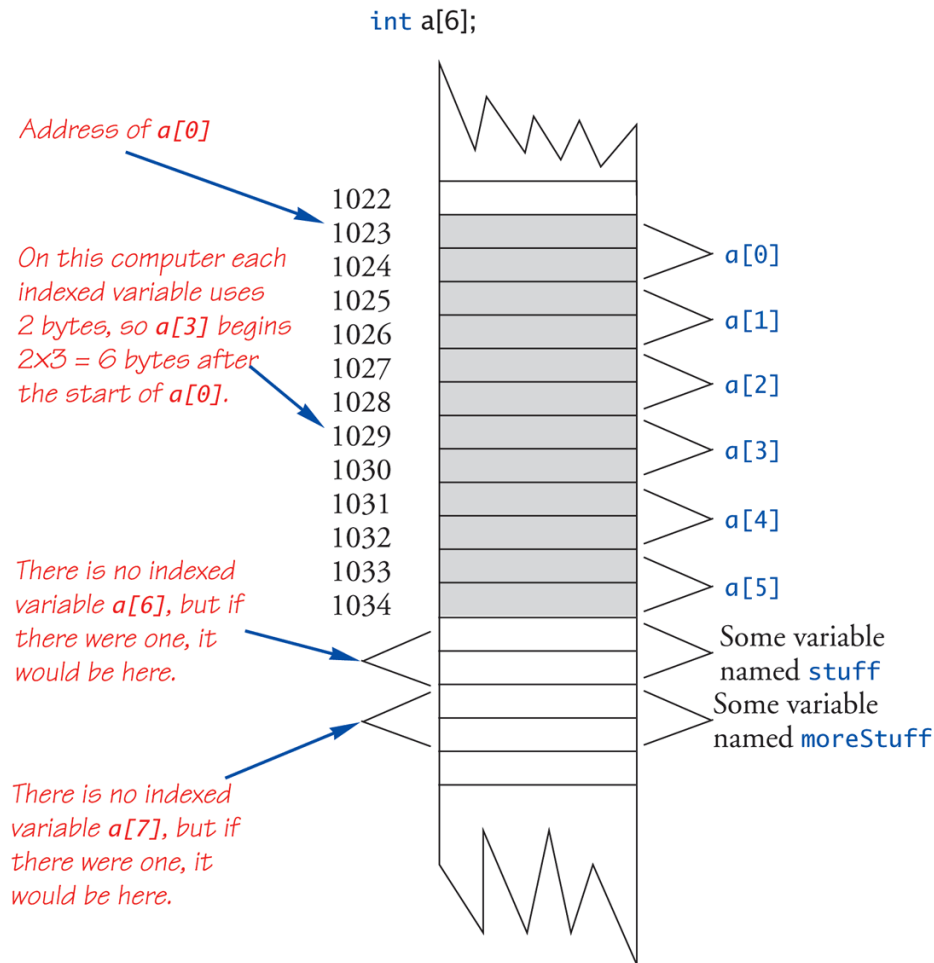 int a[6];
Address of a[0]
1022
1023
1024
1025
1026
1027
1028
1029
1030
1031
1032
1033
1034
On this computer each
indexed variable uses
2 bytes, so a[3] begins
2×3 = 6 bytes after
the start of a[0].
There is no indexed
variable a[6], but if
there were one, it
would be here.
There is no indexed
variable a[7], but if
there were one, it
would be here.
a[0]
a[1]
a[2]
a[3]
a[4]
a[5]
Some variable
named stuff
Some variable
named moreStuff